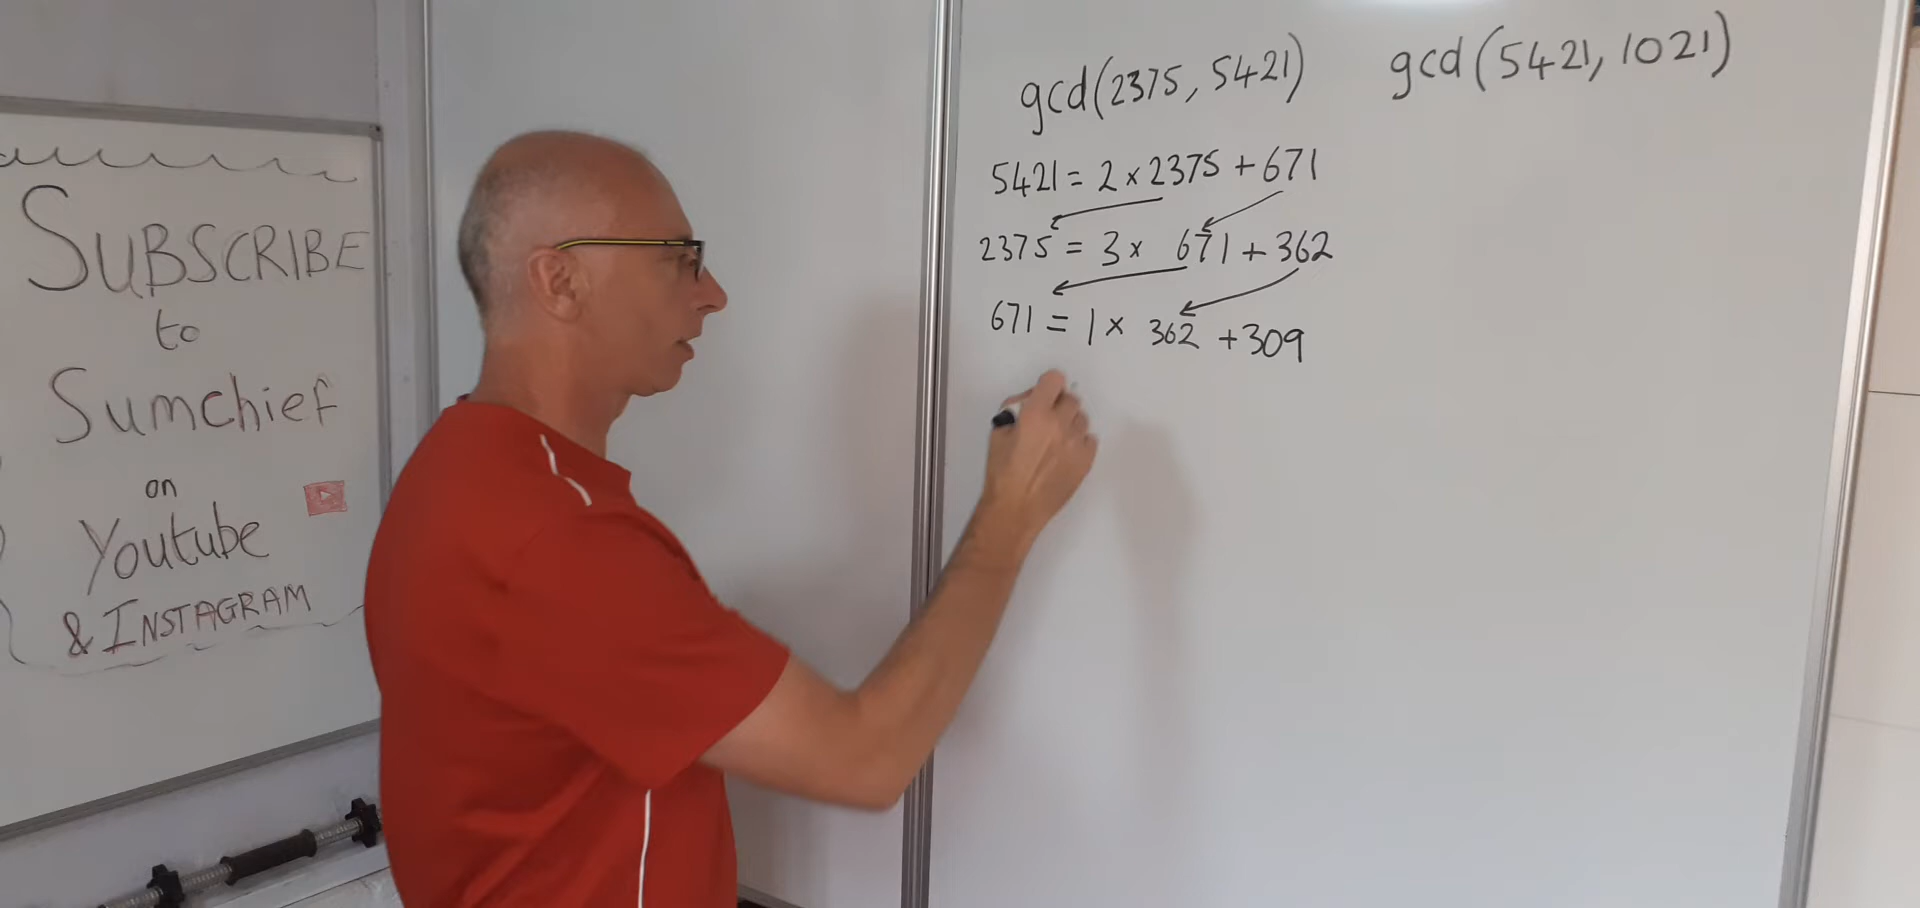 SUBSCRIBE
to
Sumchief
on
Youtube
& INSTAGRAM
gcd(2375, 5421)
5421 = 2 × 2375 + 671
2375 = 3 × 671 + 362
671 = 1 × 362 + 309
gcd(5421, 1021)